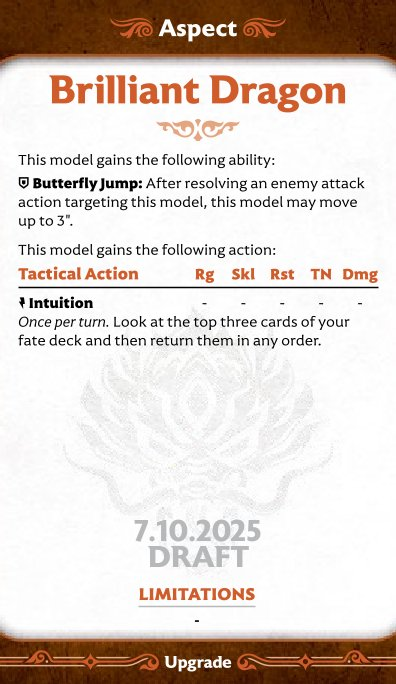 Aspect
Brilliant Dragon
This model gains the following ability:
Butterfly Jump: After resolving an enemy attack
action targeting this model, this model may move
up to 3".
This model gains the following action:
Tactical Action Rg Skl Rst TN Dmg
Intuition - - - - -
Once per turn. Look at the top three cards of your
fate deck and then return them in any order.
7.10.2025
DRAFT
LIMITATIONS
-
Upgrade